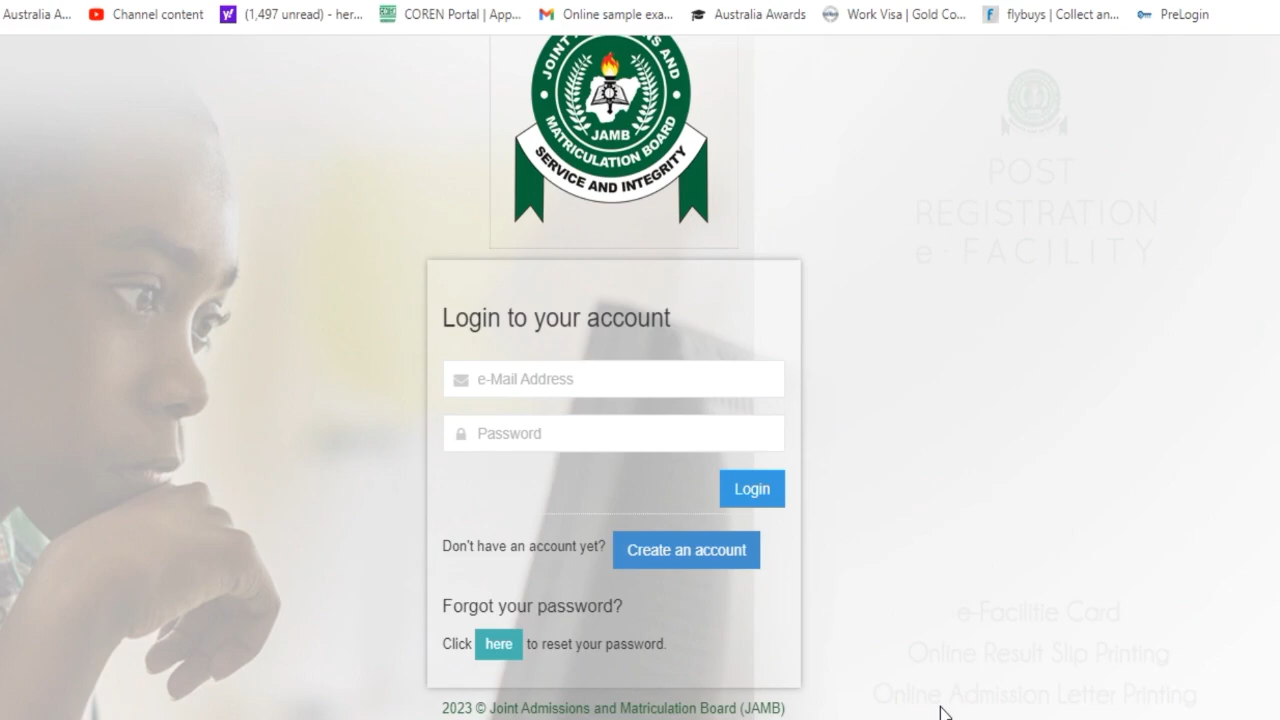 Australia A... Channel content (1,497 unread) - her... COREN Portal | App... Online sample exa... Australia Awards Work Visa | Gold Co... flybuys | Collect an... PreLogin
JAMB
MATRICULATION BOARD
SERVICE AND INTEGRITY
POST
REGISTRATION
e-FACILITY
Login to your account
e-Mail Address
Password
Login
Don't have an account yet? Create an account
Forgot your password?
Click here to reset your password.
e-Facilitie Card
Online Result Slip Printing
Online Admission Letter Printing
2023 © Joint Admissions and Matriculation Board (JAMB)